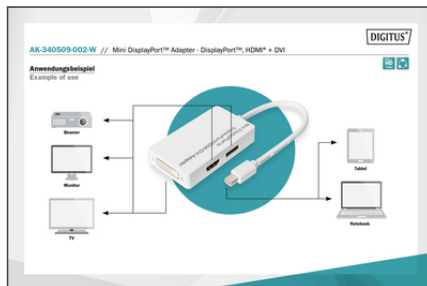 DIGITUS®
AK-340509-002-W // Mini DisplayPort™ Adapter - DisplayPort™, HDMI® + DVI
Anwendungsbeispiel
Example of use
Beamer
Monitor
TV
Tablet
Notebook